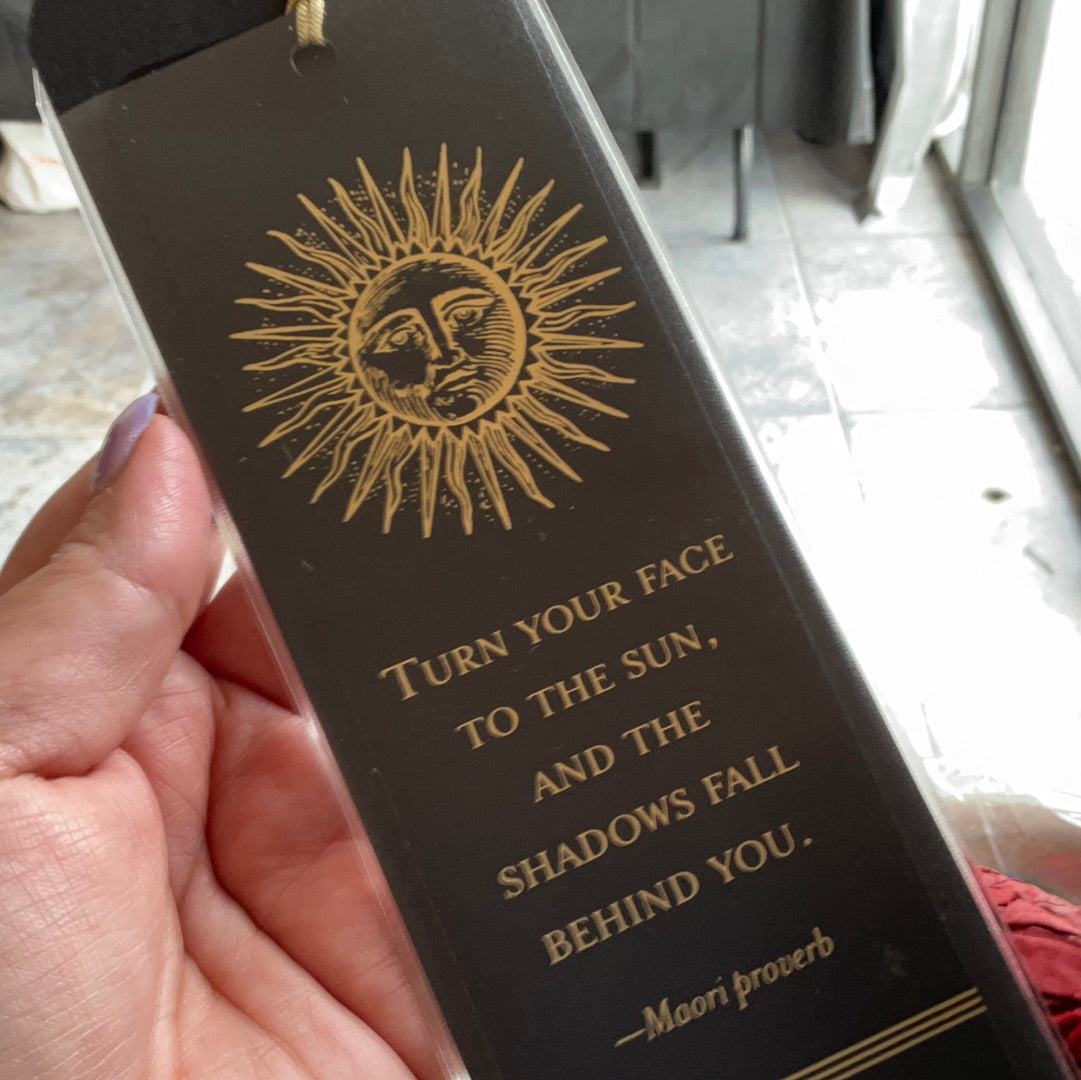 TURN YOUR FACE
TO THE SUN,
AND THE
SHADOWS FALL
BEHIND YOU.
—Maori proverb